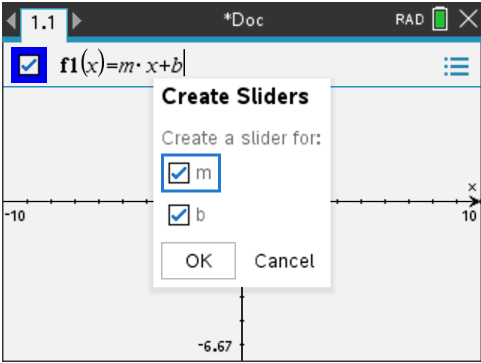 1.1 *Doc RAD
f1(x)=m·x+b
Create Sliders
Create a slider for:
m
b
OK Cancel
x
-10 10
-6.67